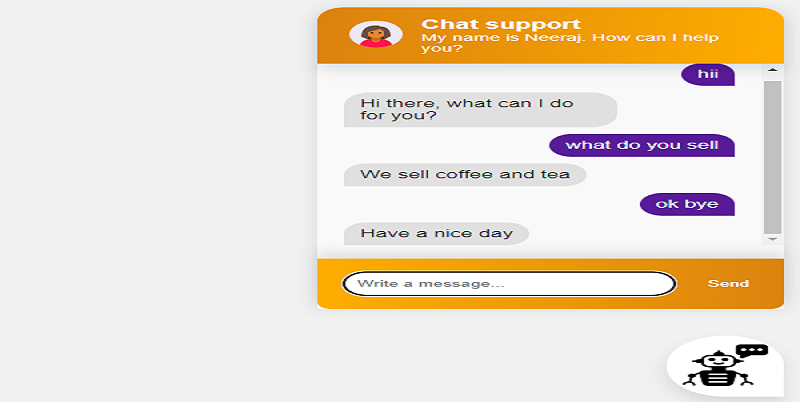 Chat support
My name is Neeraj. How can I help
you?
hii
Hi there, what can I do
for you?
what do you sell
We sell coffee and tea
ok bye
Have a nice day
Write a message...
Send